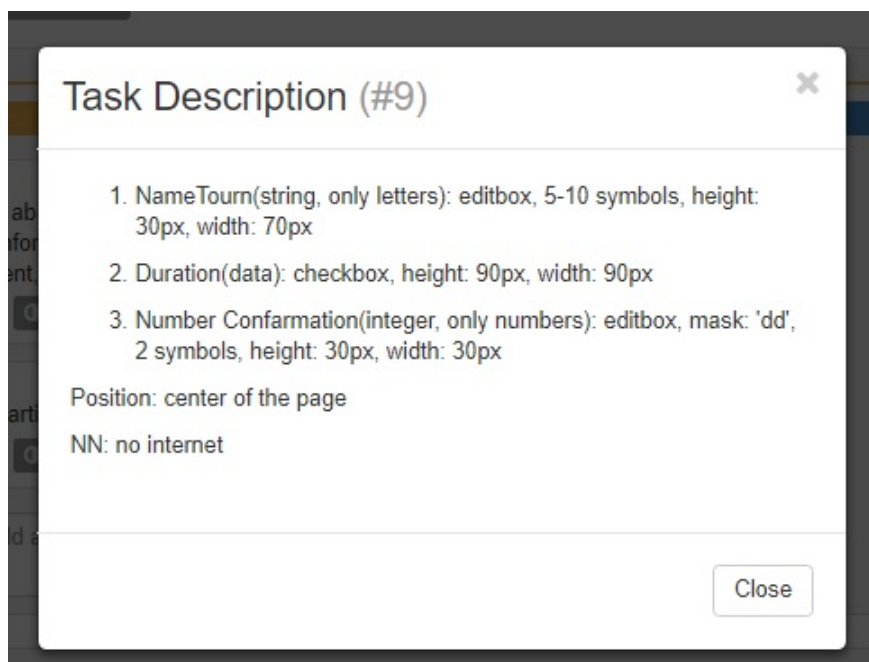 Task Description (#9)
×
1. NameTourn(string, only letters): editbox, 5-10 symbols, height:
30px, width: 70px
2. Duration(data): checkbox, height: 90px, width: 90px
3. Number Confarmation(integer, only numbers): editbox, mask: 'dd',
2 symbols, height: 30px, width: 30px
Position: center of the page
NN: no internet
Close